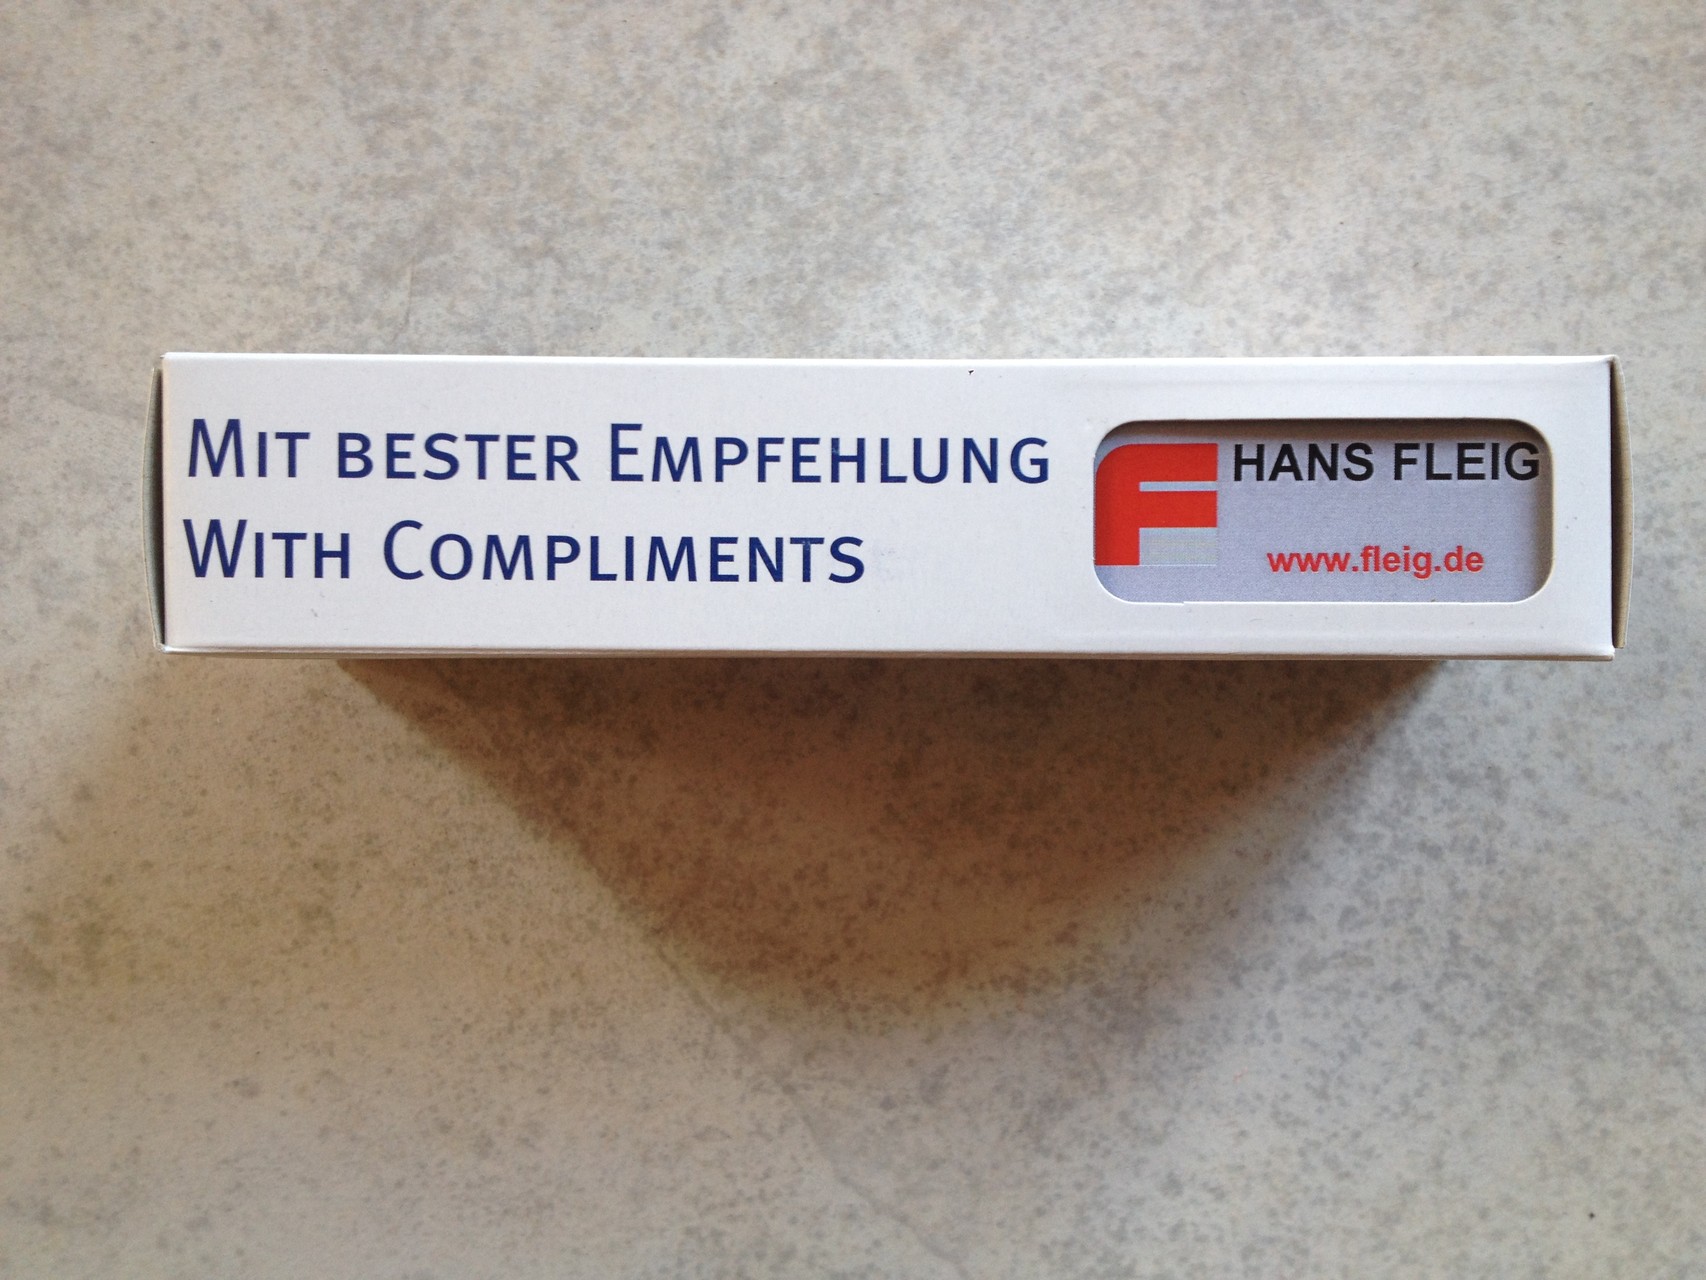 MIT BESTER EMPFEHLUNG
WITH COMPLIMENTS
F HANS FLEIG
www.fleig.de